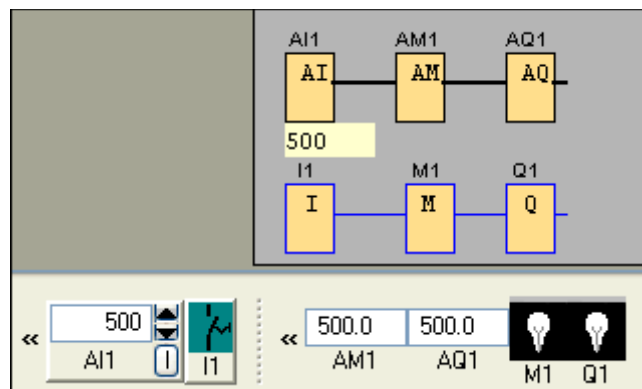 AI1 AM1 AQ1
AI AM AQ
500
I1 M1 Q1
I M Q
« 500 I « 500.0 500.0
AI1 I1 AM1 AQ1 M1 Q1